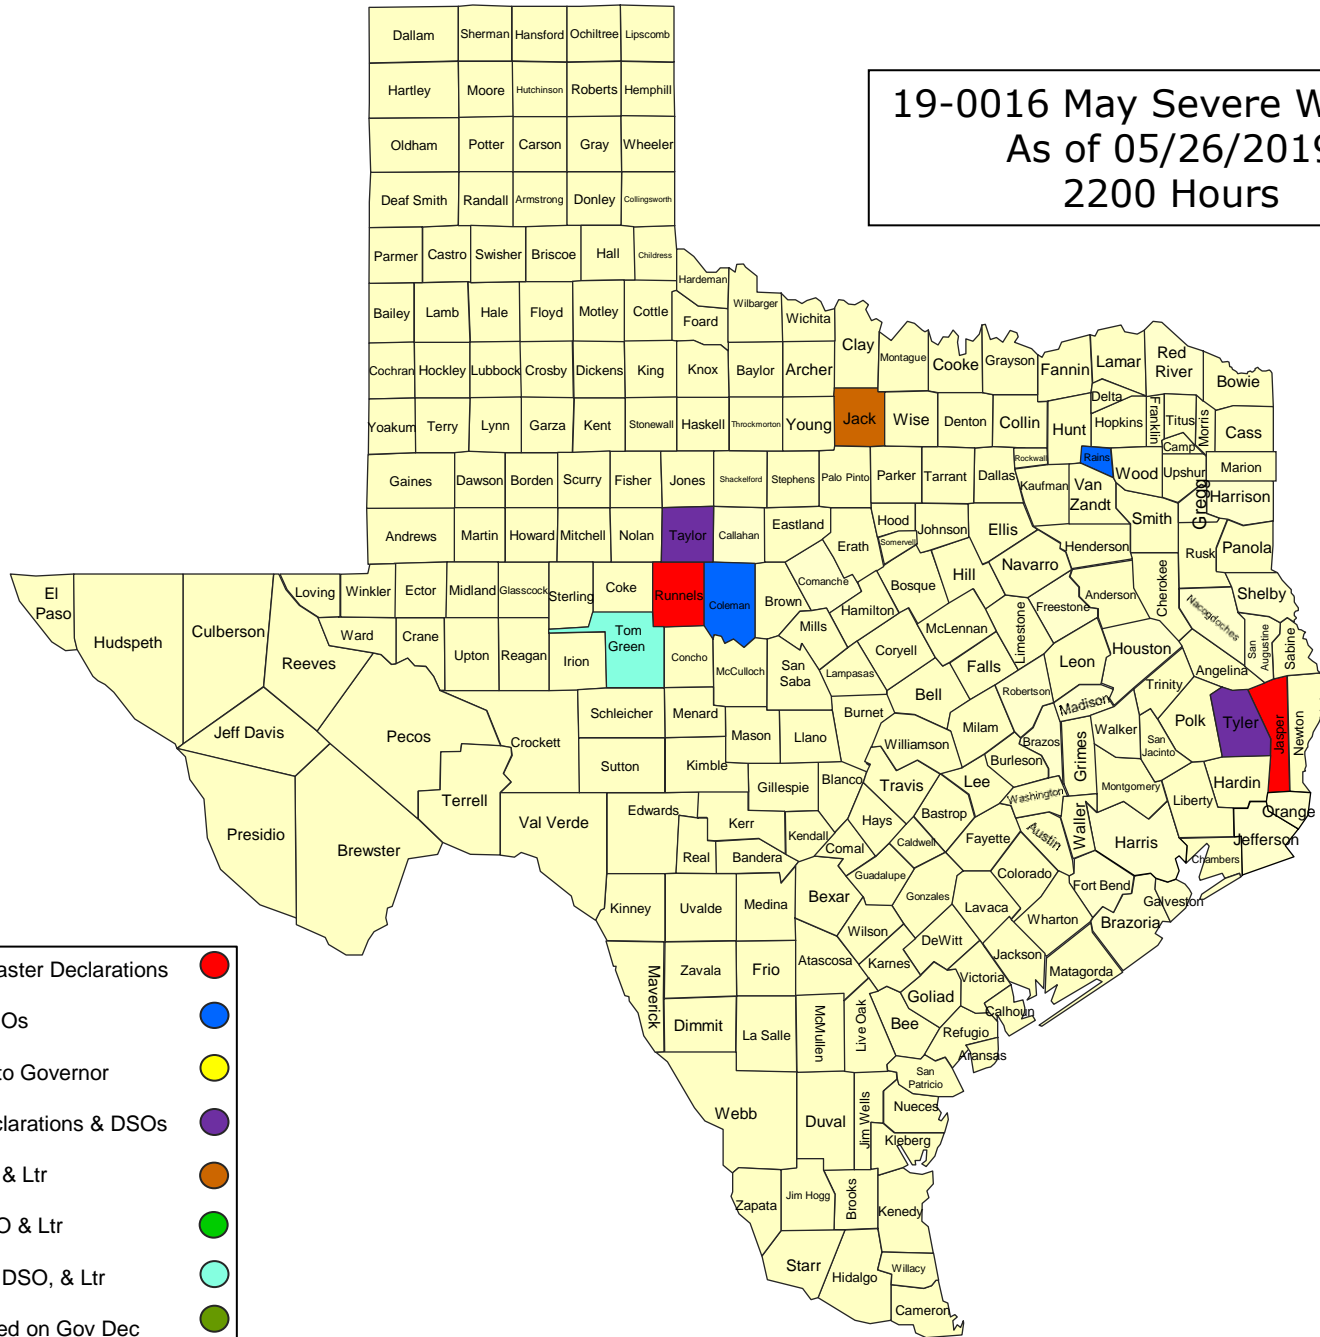 Dallam Sherman Hansford Ochiltree Lipscomb
Hartley Moore Hutchinson Roberts Hemphill
19-0016 May Severe W
As of 05/26/2019
2200 Hours
Oldham Potter Carson Gray Wheeler
Deaf Smith Randall Armstrong Donley Collingsworth
Parmer Castro Swisher Briscoe Hall Childress
Hardeman
Wilbarger
Bailey Lamb Hale Floyd Motley Cottle Foard Wichita
Clay Montague Cooke Grayson Fannin Lamar Red
River
Bowie
Cochran Hockley Lubbock Crosby Dickens King Knox Baylor Archer
Delta
Yoakum Terry Lynn Garza Kent Stonewall Haskell Throckmorton Young Jack Wise Denton Collin Hunt Hopkins Franklin Titus Morris Cass
Camp
Rockwall Rains
Gaines Dawson Borden Scurry Fisher Jones Shackelford Stephens Palo Pinto Parker Tarrant Dallas Kaufman Van
Zandt
Wood Upshur Marion
Gregg Harrison
Andrews Martin Howard Mitchell Nolan Taylor Callahan Eastland Erath Hood Somervell Johnson Ellis Henderson Smith Rusk Panola
El
Paso
Hudspeth Culberson Reeves Loving Winkler Ector Midland Glasscock Sterling Coke Runnels Coleman Brown Comanche Hamilton Bosque Hill Navarro Freestone Anderson Cherokee Nacogdoches Shelby
Ward Crane Upton Reagan Irion Tom
Green
Concho McCulloch San
Saba
Mills Lampasas Coryell McLennan Limestone Falls Leon Houston Angelina San
Augustine
Sabine
Jeff Davis Pecos Crockett Schleicher Menard Mason Llano Burnet Bell Milam Robertson Madison Trinity Polk Tyler Jasper Newton
Sutton Kimble Gillespie Blanco Williamson Travis Lee Burleson Brazos Grimes Walker San
Jacinto
Presidio Brewster Terrell Val Verde Edwards Kerr Real Bandera Kendall Hays Comal Caldwell Bastrop Fayette Washington Austin Waller Montgomery Liberty Hardin Orange
Harris Jefferson
Chambers
Kinney Uvalde Medina Bexar Guadalupe Gonzales Lavaca Colorado Fort Bend Galveston
Wharton Brazoria
Maverick Zavala Frio Atascosa Wilson Karnes DeWitt Jackson Matagorda
Victoria
Dimmit La Salle McMullen Live Oak Bee Goliad Calhoun
Refugio
Aransas
San
Patricio
Webb Duval Jim Wells Nueces
Kleberg
Zapata Jim Hogg Brooks Kenedy
Starr Hidalgo Willacy
Cameron
aster Declarations
Os
to Governor
clarations & DSOs
& Ltr
O & Ltr
DSO, & Ltr
ed on Gov Dec